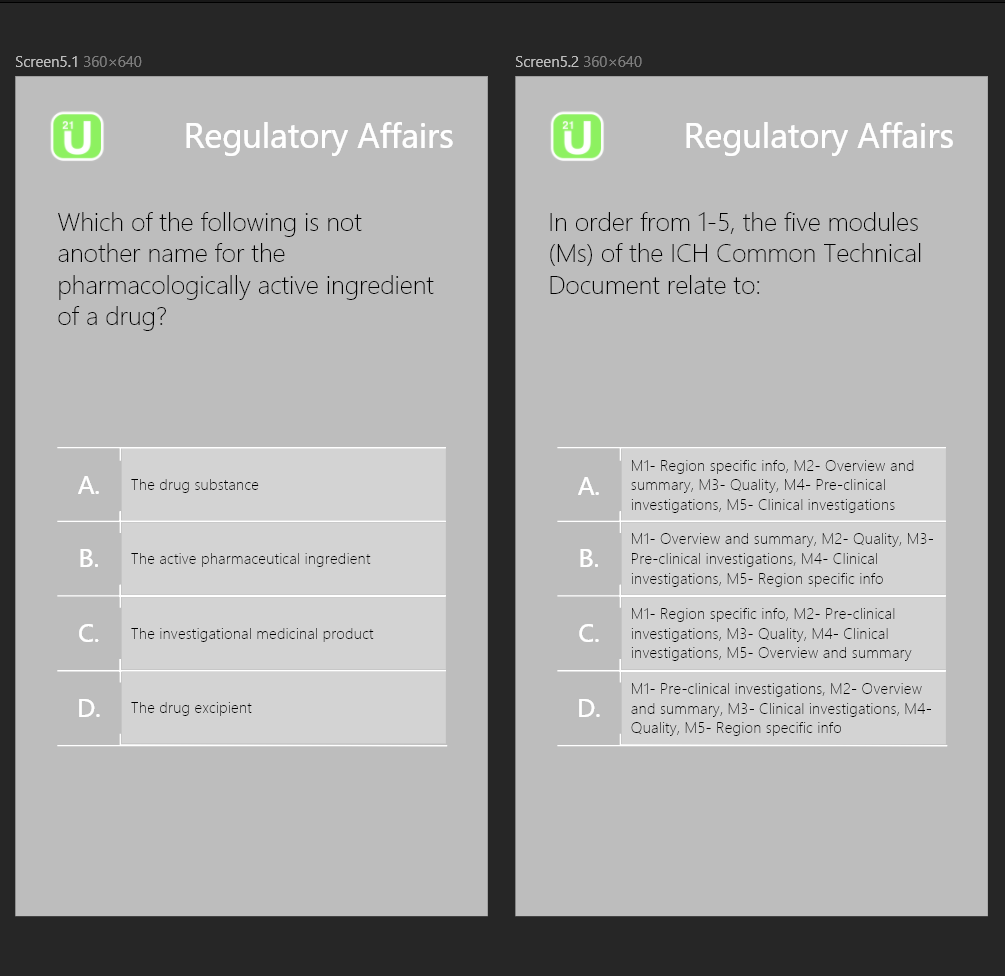 Screen5.1 360×640
21
U
Regulatory Affairs
Which of the following is not
another name for the
pharmacologically active ingredient
of a drug?
A.
The drug substance
B.
The active pharmaceutical ingredient
C.
The investigational medicinal product
D.
The drug excipient
Screen5.2 360×640
21
U
Regulatory Affairs
In order from 1-5, the five modules
(Ms) of the ICH Common Technical
Document relate to:
A.
M1- Region specific info, M2- Overview and
summary, M3- Quality, M4- Pre-clinical
investigations, M5- Clinical investigations
B.
M1- Overview and summary, M2- Quality, M3-
Pre-clinical investigations, M4- Clinical
investigations, M5- Region specific info
C.
M1- Region specific info, M2- Pre-clinical
investigations, M3- Quality, M4- Clinical
investigations, M5- Overview and summary
D.
M1- Pre-clinical investigations, M2- Overview
and summary, M3- Clinical investigations, M4-
Quality, M5- Region specific info